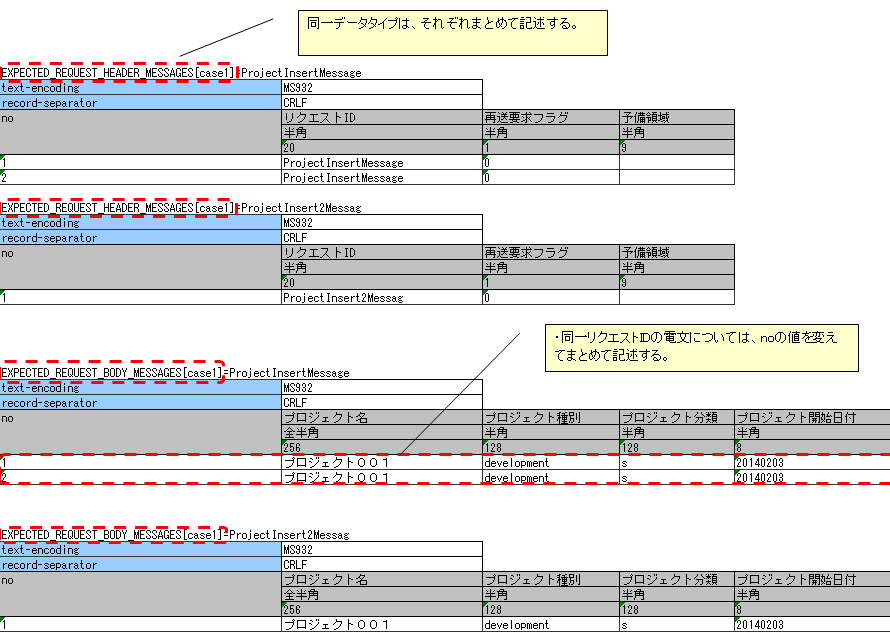 同一データタイプは、それぞれまとめて記述する。
EXPECTED_REQUEST_HEADER_MESSAGES[case1]=ProjectInsertMessage
text-encoding MS932
record-separator CRLF
no リクエストID 再送要求フラグ 予備領域
半角 半角 半角
20 1 9
1 ProjectInsertMessage 0
2 ProjectInsertMessage 0
EXPECTED_REQUEST_HEADER_MESSAGES[case1]=ProjectInsert2Messag
text-encoding MS932
record-separator CRLF
no リクエストID 再送要求フラグ 予備領域
半角 半角 半角
20 1 9
1 ProjectInsert2Messag 0
・同一リクエストIDの電文については、noの値を変え
てまとめて記述する。
EXPECTED_REQUEST_BODY_MESSAGES[case1]=ProjectInsertMessage
text-encoding MS932
record-separator CRLF
no プロジェクト名 プロジェクト種別 プロジェクト分類 プロジェクト開始日付
全半角 半角 半角 半角
256 128 128 8
1 プロジェクト００１ development s 20140203
2 プロジェクト００１ development s 20140203
EXPECTED_REQUEST_BODY_MESSAGES[case1]=ProjectInsert2Messag
text-encoding MS932
record-separator CRLF
no プロジェクト名 プロジェクト種別 プロジェクト分類 プロジェクト開始日付
全半角 半角 半角 半角
256 128 128 8
1 プロジェクト００１ development s 20140203